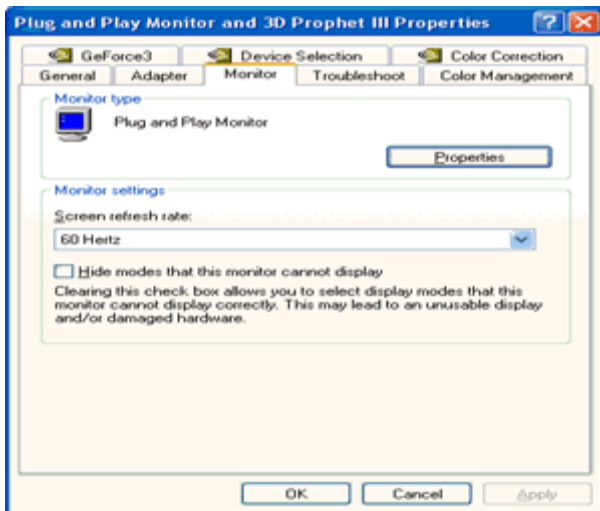 Plug and Play Monitor and 3D Prophet III Properties
GeForce3 Device Selection Color Correction
General Adapter Monitor Troubleshoot Color Management
Monitor type
Plug and Play Monitor
Properties
Monitor settings
Screen refresh rate:
60 Hertz
Hide modes that this monitor cannot display
Clearing this check box allows you to select display modes that this
monitor cannot display correctly. This may lead to an unusable display
and/or damaged hardware.
OK Cancel Apply